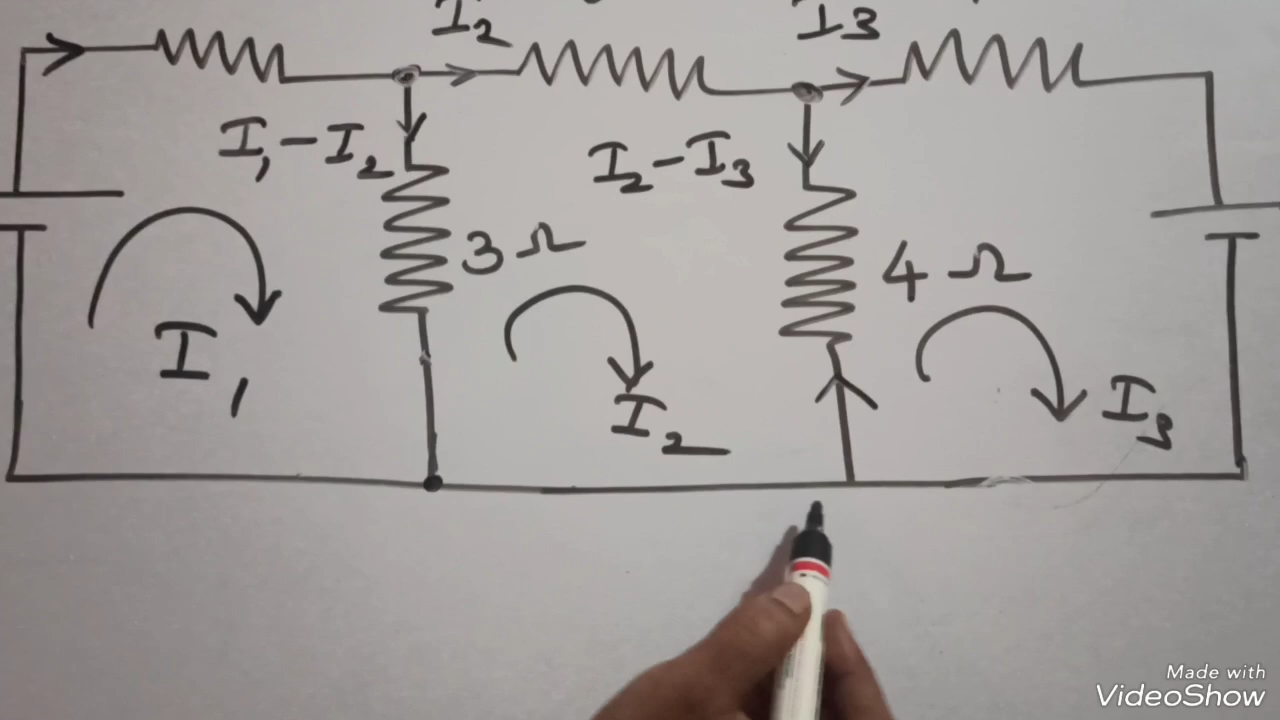 I2
I3
I1-I2
I2-I3
3Ω
4Ω
I1
I2
I3
Made with
VideoShow